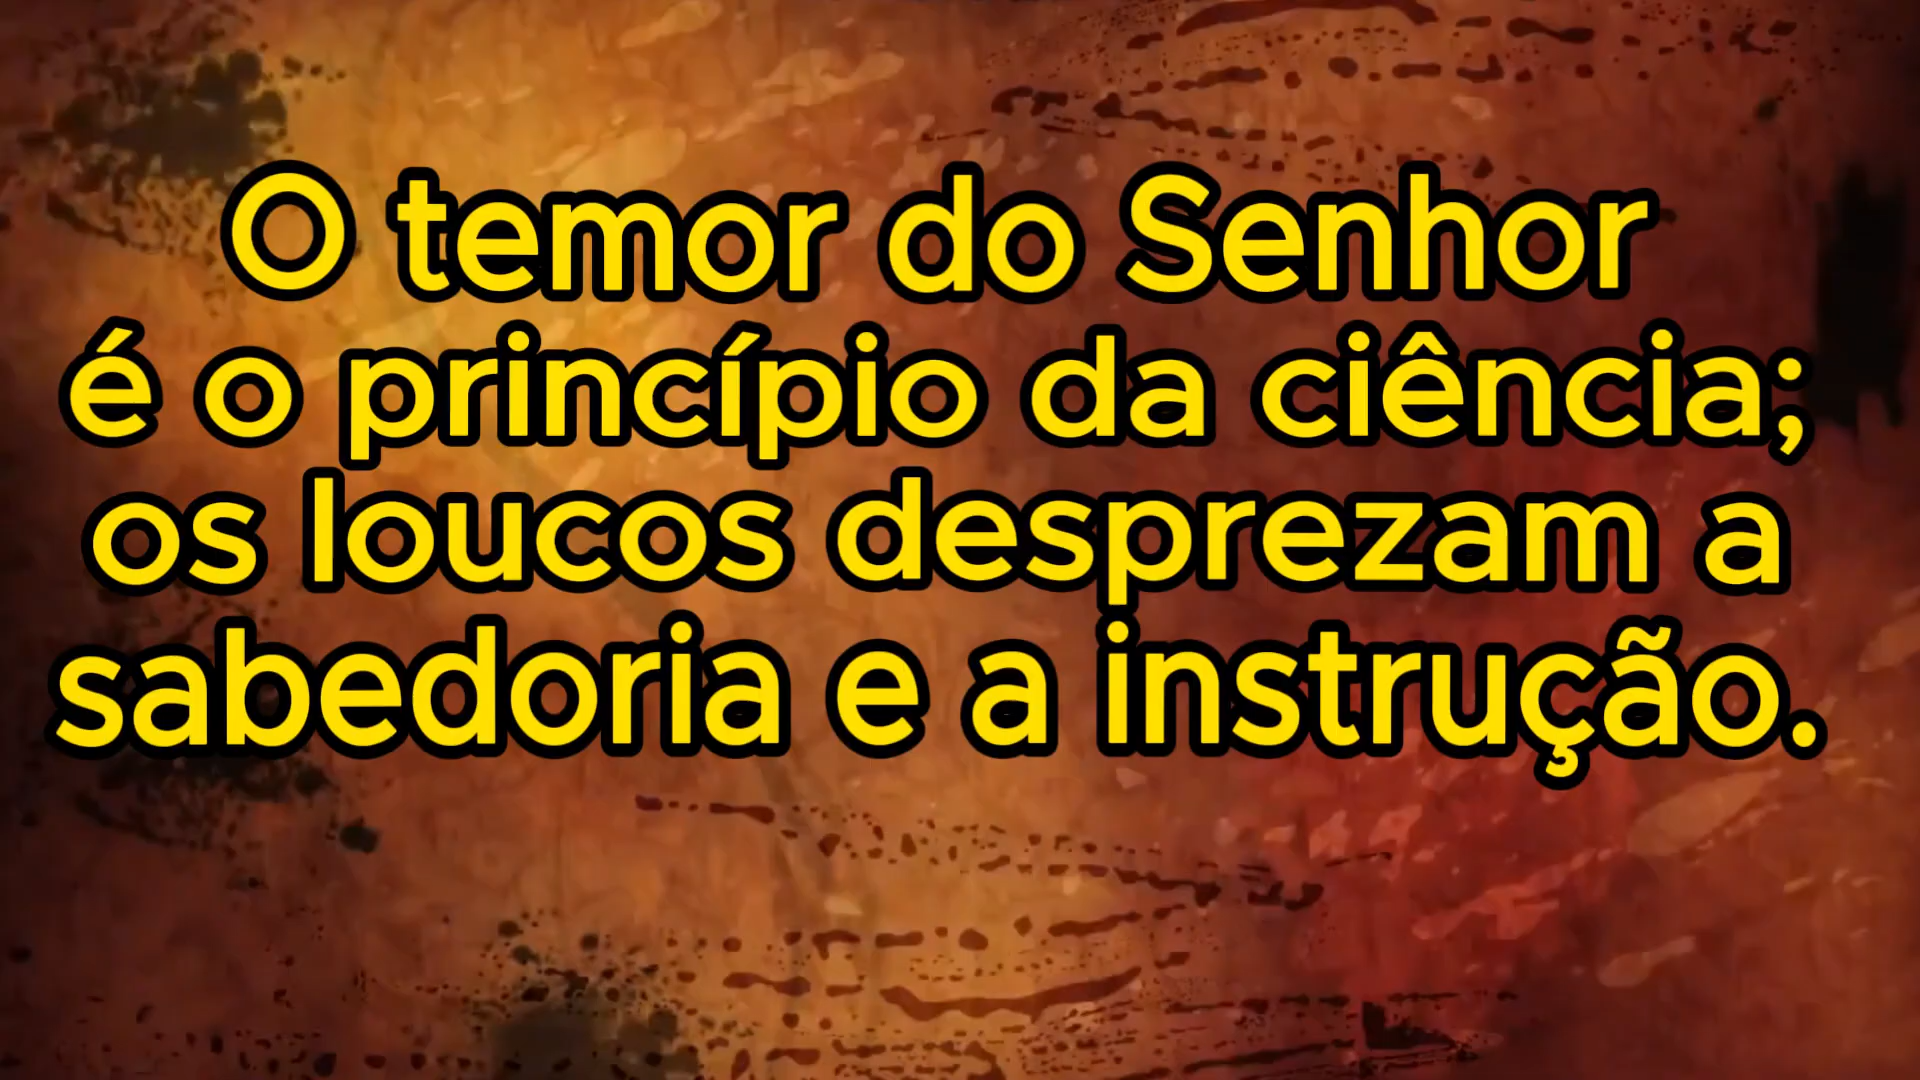 O temor do Senhor
é o princípio da ciência;
os loucos desprezam a
sabedoria e a instrução.